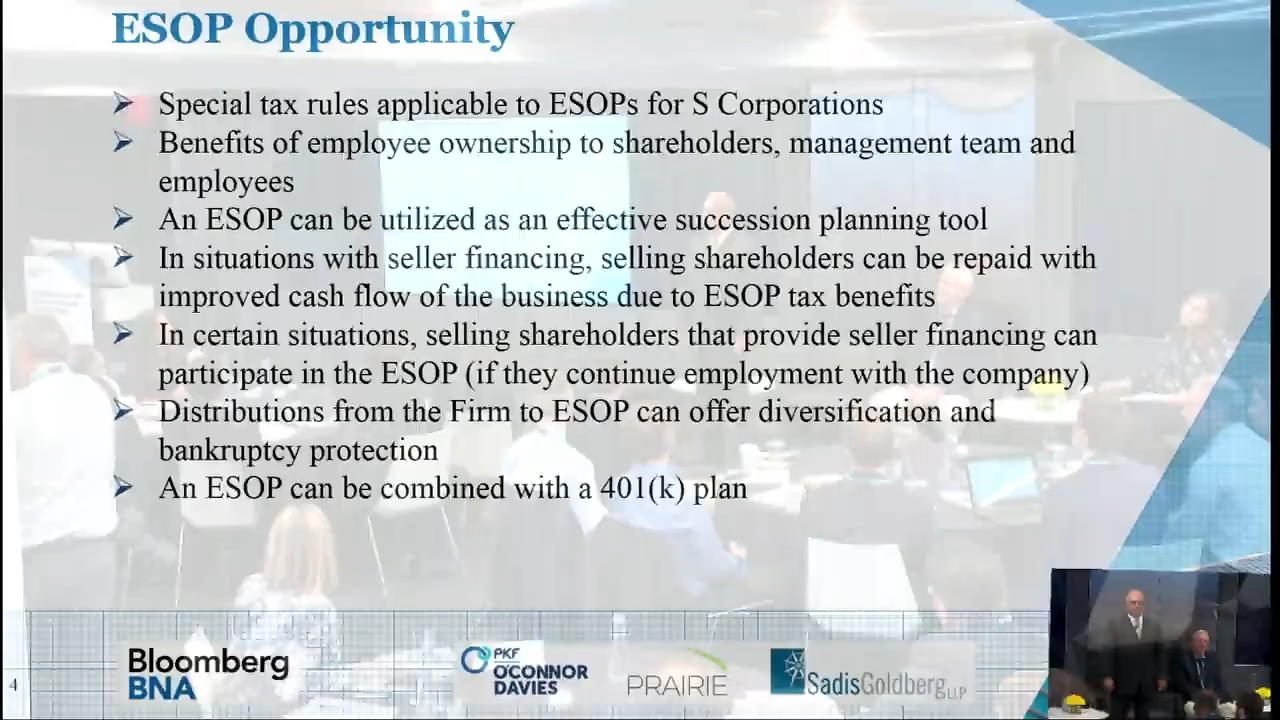 ESOP Opportunity
Special tax rules applicable to ESOPs for S Corporations
Benefits of employee ownership to shareholders, management team and
employees
An ESOP can be utilized as an effective succession planning tool
In situations with seller financing, selling shareholders can be repaid with
improved cash flow of the business due to ESOP tax benefits
In certain situations, selling shareholders that provide seller financing can
participate in the ESOP (if they continue employment with the company)
Distributions from the Firm to ESOP can offer diversification and
bankruptcy protection
An ESOP can be combined with a 401(k) plan
4
Bloomberg
BNA
PKF
O'CONNOR
DAVIES
PRAIRIE
SadisGoldberg LLP